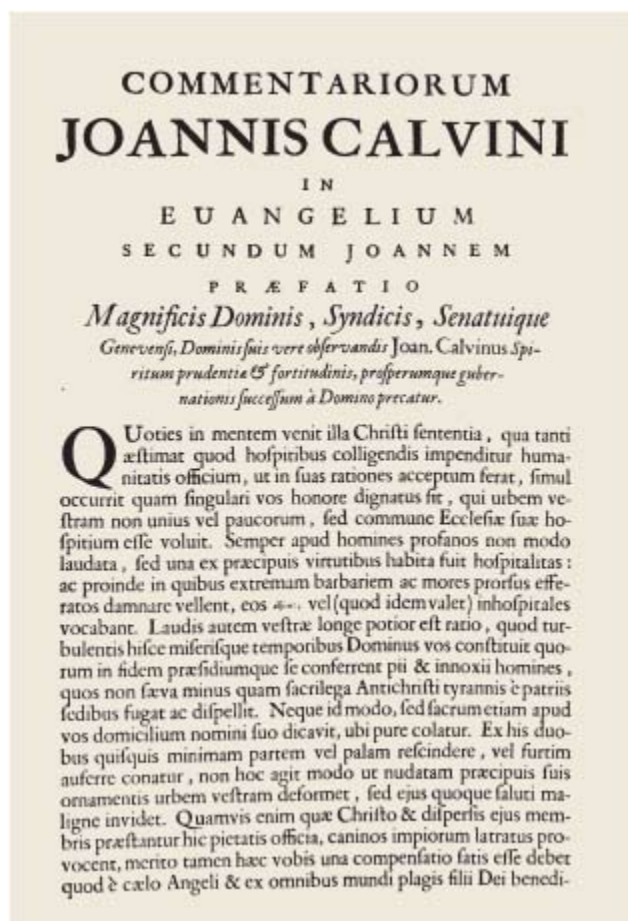 COMMENTARIORUM
JOANNIS CALVINI
IN
EUANGELIUM
SECUNDUM JOANNEM
PRÆFATIO
Magnificis Dominis, Syndicis, Senatuique
Genevenſi, Dominis ſuis vere obſervandis Joan. Calvinus Spi-
ritum prudentiæ & fortitudinis, proſperumque guber-
nationis ſucceſſum à Domino precatur.
QUoties in mentem venit illa Chriſti ſententia, qua tanti
æſtimat quod hoſpitibus colligendis impenditur huma-
nitatis officium, ut in ſuas rationes acceptum ferat, ſimul
occurrit quam ſingulari vos honore dignatus ſit, qui urbem ve-
ſtram non unius vel paucorum, ſed commune Eccleſiæ ſuæ ho-
ſpitium eſſe voluit. Semper apud homines profanos non modo
laudata, ſed una ex præcipuis virtutibus habita fuit hoſpitalitas:
ac proinde in quibus extremam barbariem ac mores prorſus effe-
ratos damnare vellent, eos vel (quod idem valet) inhoſpitales
vocabant. Laudis autem veſtræ longe potior eſt ratio, quod tur-
bulentis hiſce miſeriſque temporibus Dominus vos conſtituit quo-
rum in fidem præſidiumque ſe conferrent pii & innoxii homines,
quos non ſæva minus quam ſacrilega Antichriſti tyrannis è patriis
ſedibus fugat ac diſpellit. Neque id modo, ſed ſacrum etiam apud
vos domicilium nomini ſuo dicavit, ubi pure colatur. Ex his duo-
bus quiſquis minimam partem vel palam reſcindere, vel furtim
auferre conatur, non hoc agit modo ut nudatam præcipuis ſuis
ornamentis urbem veſtram deformet, ſed ejus quoque ſaluti ma-
ligne invidet. Quamvis enim quæ Chriſto & diſperſis ejus mem-
bris præſtantur hic pietatis officia, caninos impiorum latratus pro-
vocent, merito tamen hæc vobis una compenſatio ſatis eſſe debet
quod è cælo Angeli & ex omnibus mundi plagis filii Dei benedi-